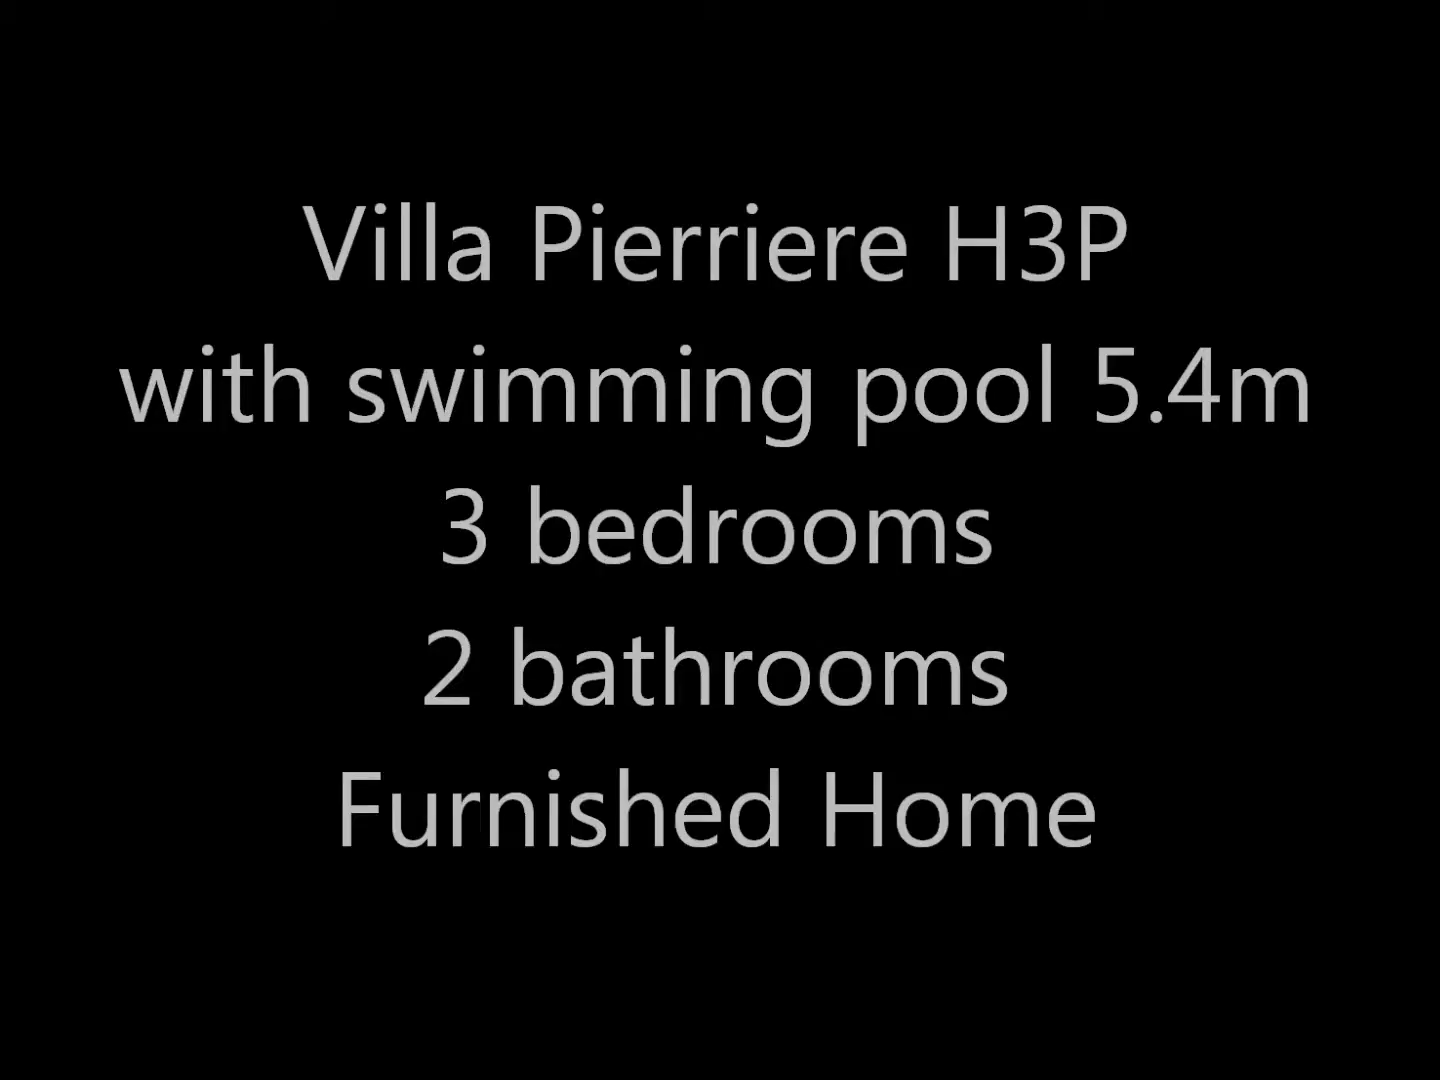 Villa Pierriere H3P
with swimming pool 5.4m
3 bedrooms
2 bathrooms
Furnished Home